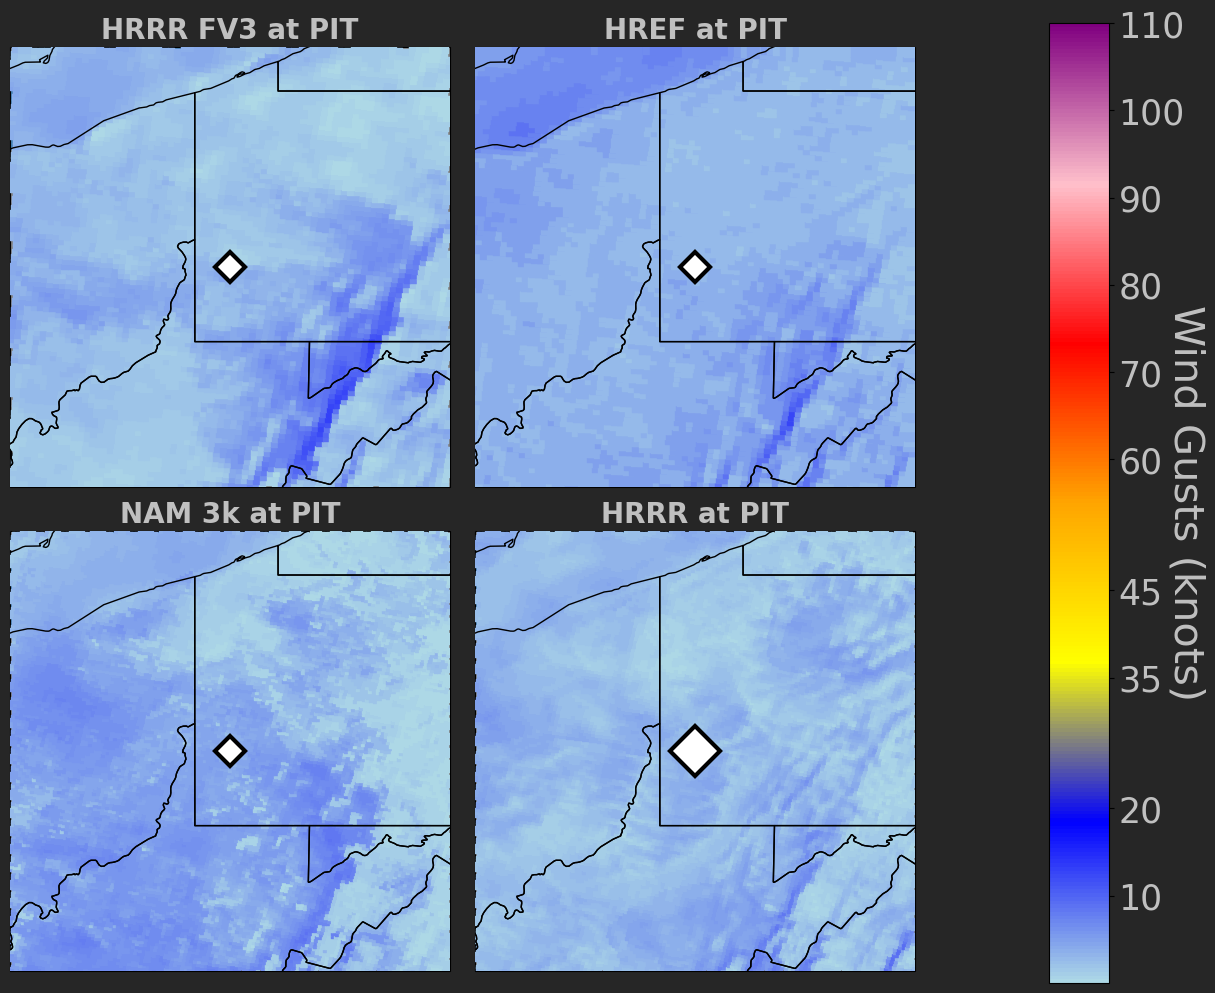 HRRR FV3 at PIT
HREF at PIT
NAM 3k at PIT
HRRR at PIT
110
100
90
80
70
60
45
35
20
10
Wind Gusts (knots)